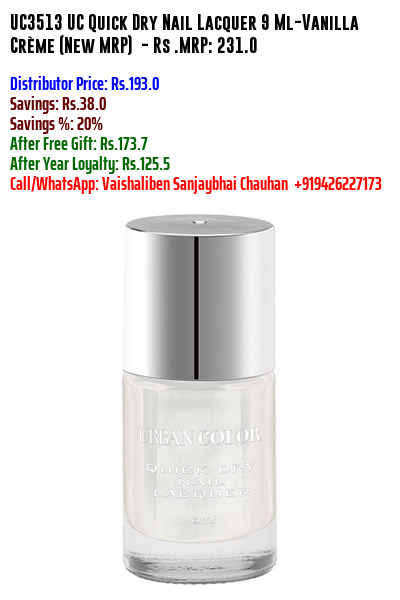 UC3513 UC Quick Dry Nail Lacquer 9 Ml-Vanilla
Crème (New MRP) - Rs .MRP: 231.0
Distributor Price: Rs.193.0
Savings: Rs.38.0
Savings %: 20%
After Free Gift: Rs.173.7
After Year Loyalty: Rs.125.5
Call/WhatsApp: Vaishaliben Sanjaybhai Chauhan +919426227173
URBAN COLOR
QUICK DRY
NAIL
LACQUER
9ml